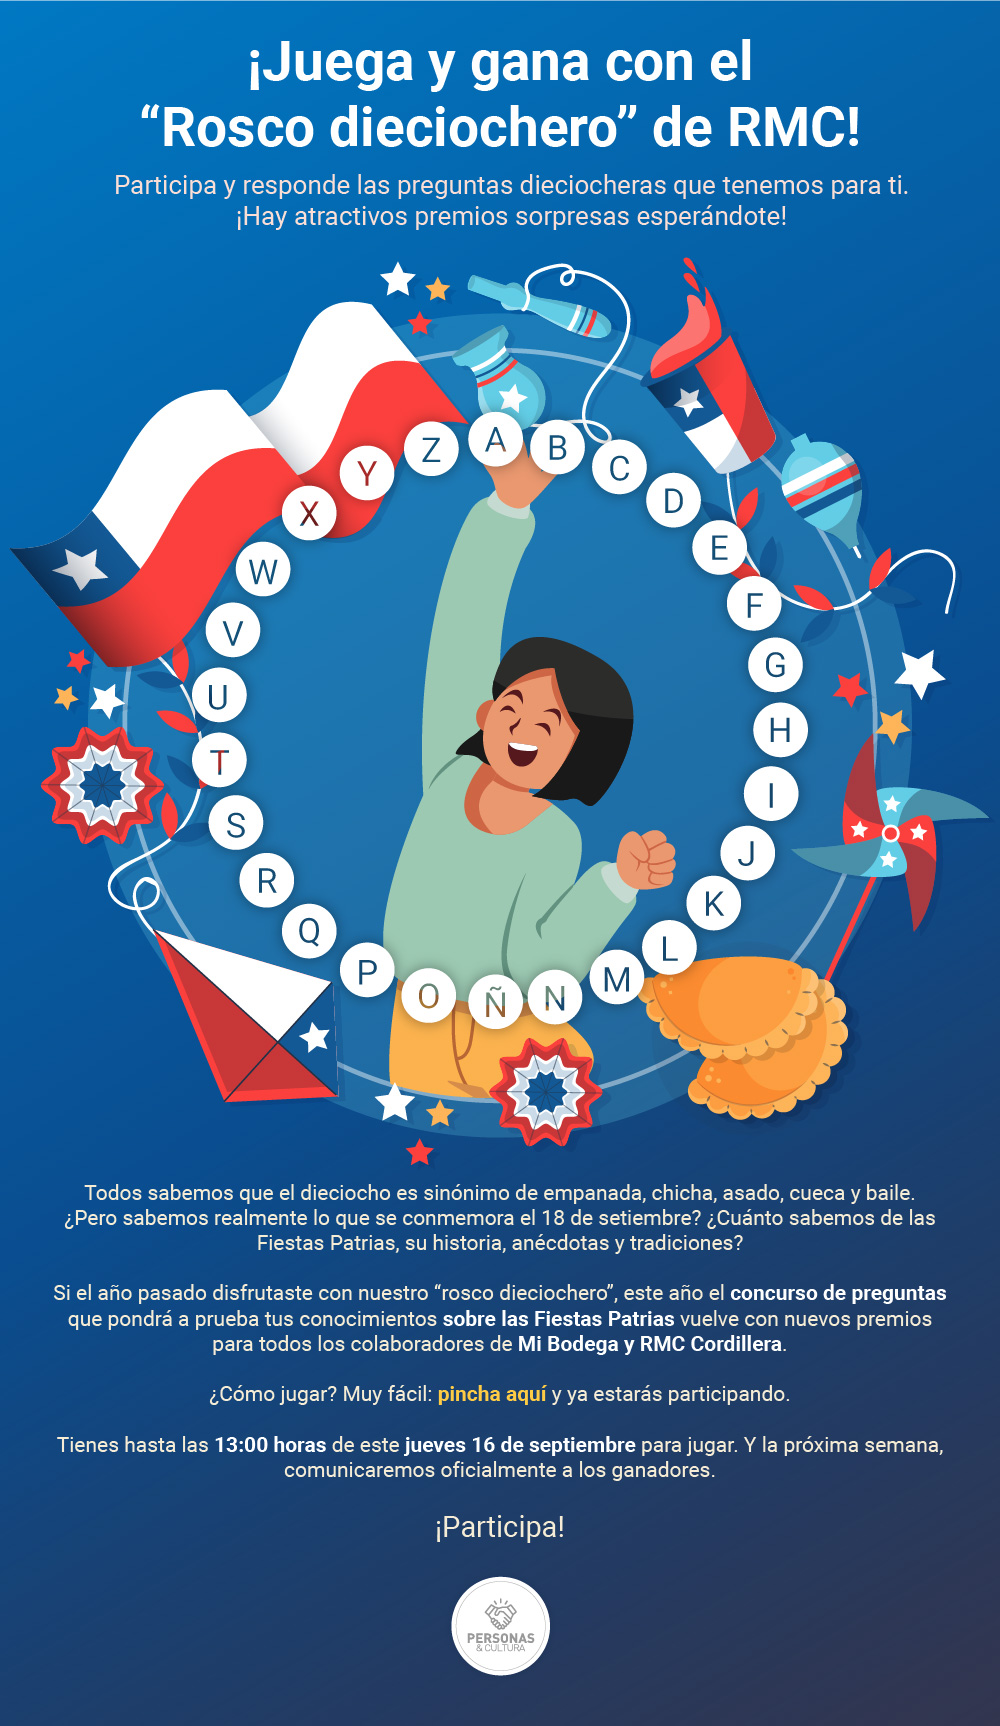 ¡Juega y gana con el
“Rosco dieciochero” de RMC!
Participa y responde las preguntas dieciocheras que tenemos para ti.
¡Hay atractivos premios sorpresas esperándote!
A
B
C
D
E
F
G
H
I
J
K
L
M
N
Ñ
O
P
Q
R
S
T
U
V
W
X
Y
Z
Todos sabemos que el dieciocho es sinónimo de empanada, chicha, asado, cueca y baile.
¿Pero sabemos realmente lo que se conmemora el 18 de setiembre? ¿Cuánto sabemos de las
Fiestas Patrias, su historia, anécdotas y tradiciones?
Si el año pasado disfrutaste con nuestro “rosco dieciochero”, este año el concurso de preguntas
que pondrá a prueba tus conocimientos sobre las Fiestas Patrias vuelve con nuevos premios
para todos los colaboradores de Mi Bodega y RMC Cordillera.
¿Cómo jugar? Muy fácil: pincha aquí y ya estarás participando.
Tienes hasta las 13:00 horas de este jueves 16 de septiembre para jugar. Y la próxima semana,
comunicaremos oficialmente a los ganadores.
¡Participa!
PERSONAS
& CULTURA